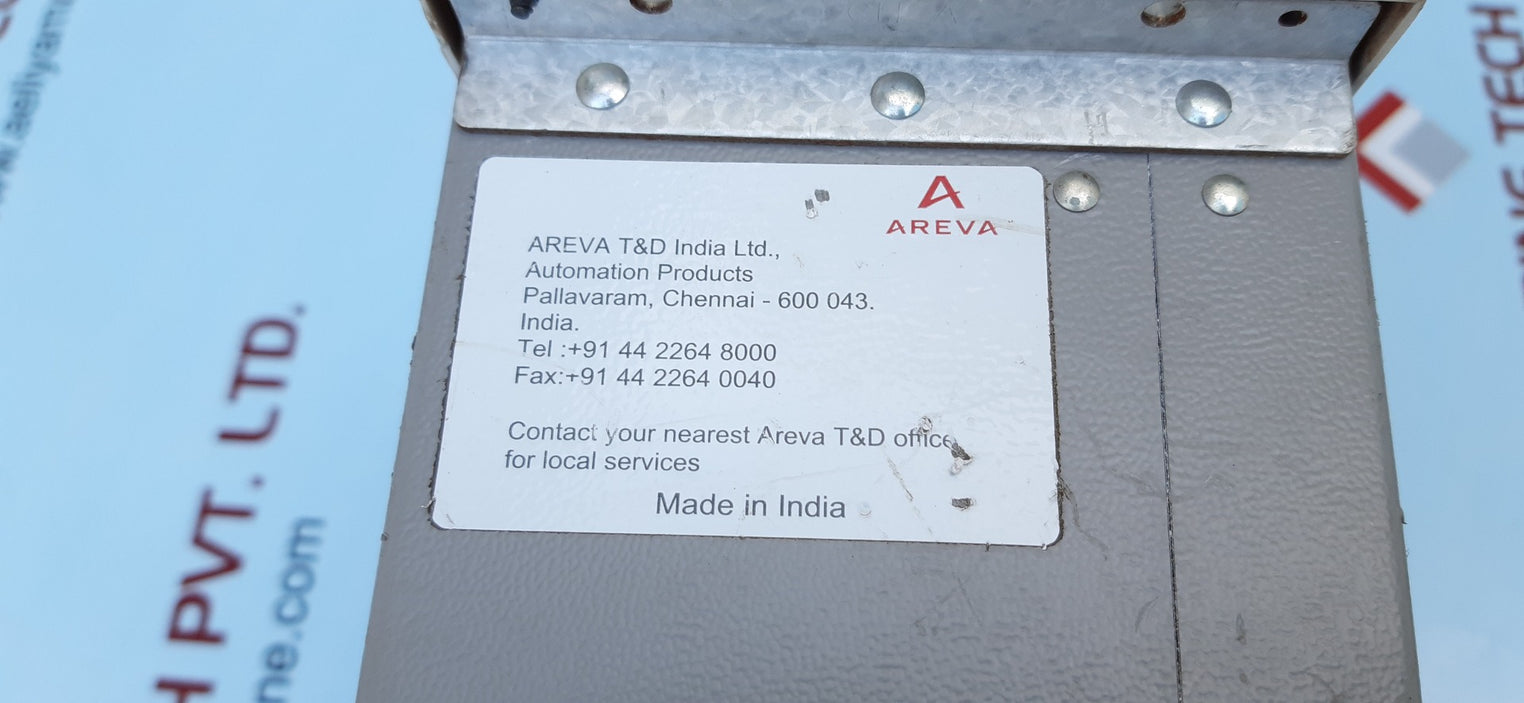 AREVA
AREVA T&D India Ltd.,
Automation Products
Pallavaram, Chennai - 600 043.
India.
Tel :+91 44 2264 8000
Fax:+91 44 2264 0040
Contact your nearest Areva T&D office
for local services
Made in India
PVT. LTD.
TECH